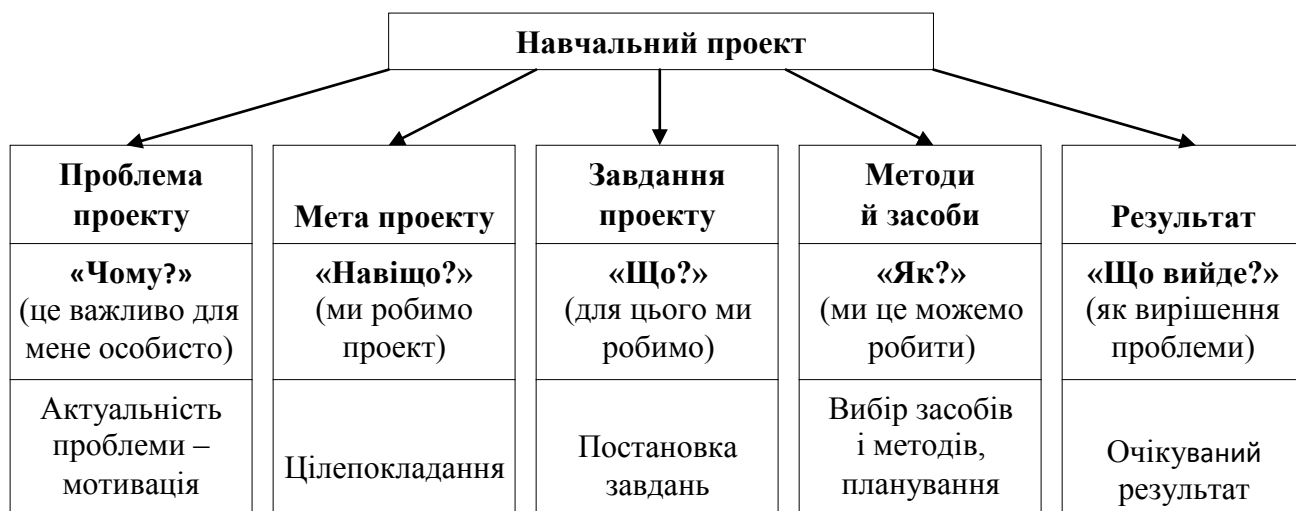 Навчальний проект
Проблема
проекту
«Чому?»
(це важливо для
мене особисто)
Актуальність
проблеми –
мотивація
Мета проекту
«Навіщо?»
(ми робимо
проект)
Цілепокладання
Завдання
проекту
«Що?»
(для цього ми
робимо)
Постановка
завдань
Методи
й засоби
«Як?»
(ми це можемо
робити)
Вибір засобів
і методів,
планування
Результат
«Що вийде?»
(як вирішення
проблеми)
Очікуваний
результат